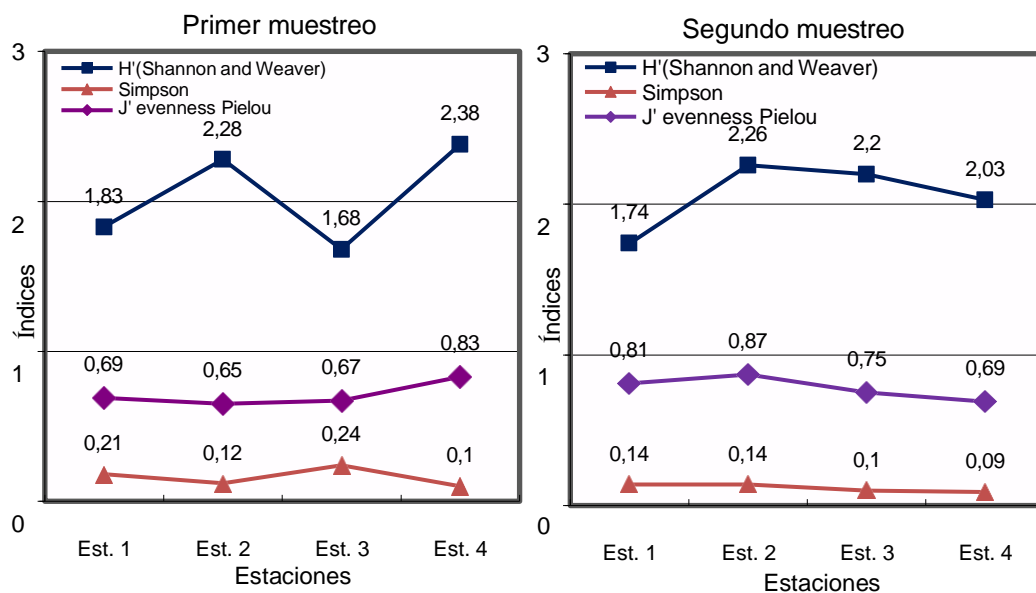 Primer muestreo
3
H'(Shannon and Weaver)
Simpson
J' evenness Pielou
2,38
2,28
1,83
2
1,68
Índices
0,83
0,69
0,65
0,67
1
0,21
0,12
0,24
0,1
0
Est. 1
Est. 2
Est. 3
Est. 4
Estaciones
Segundo muestreo
3
H'(Shannon and Weaver)
Simpson
J' evenness Pielou
2,26
2,2
2,03
1,74
2
Índices
0,81
0,87
0,75
0,69
1
0,14
0,14
0,1
0,09
0
Est. 1
Est. 2
Est. 3
Est. 4
Estaciones